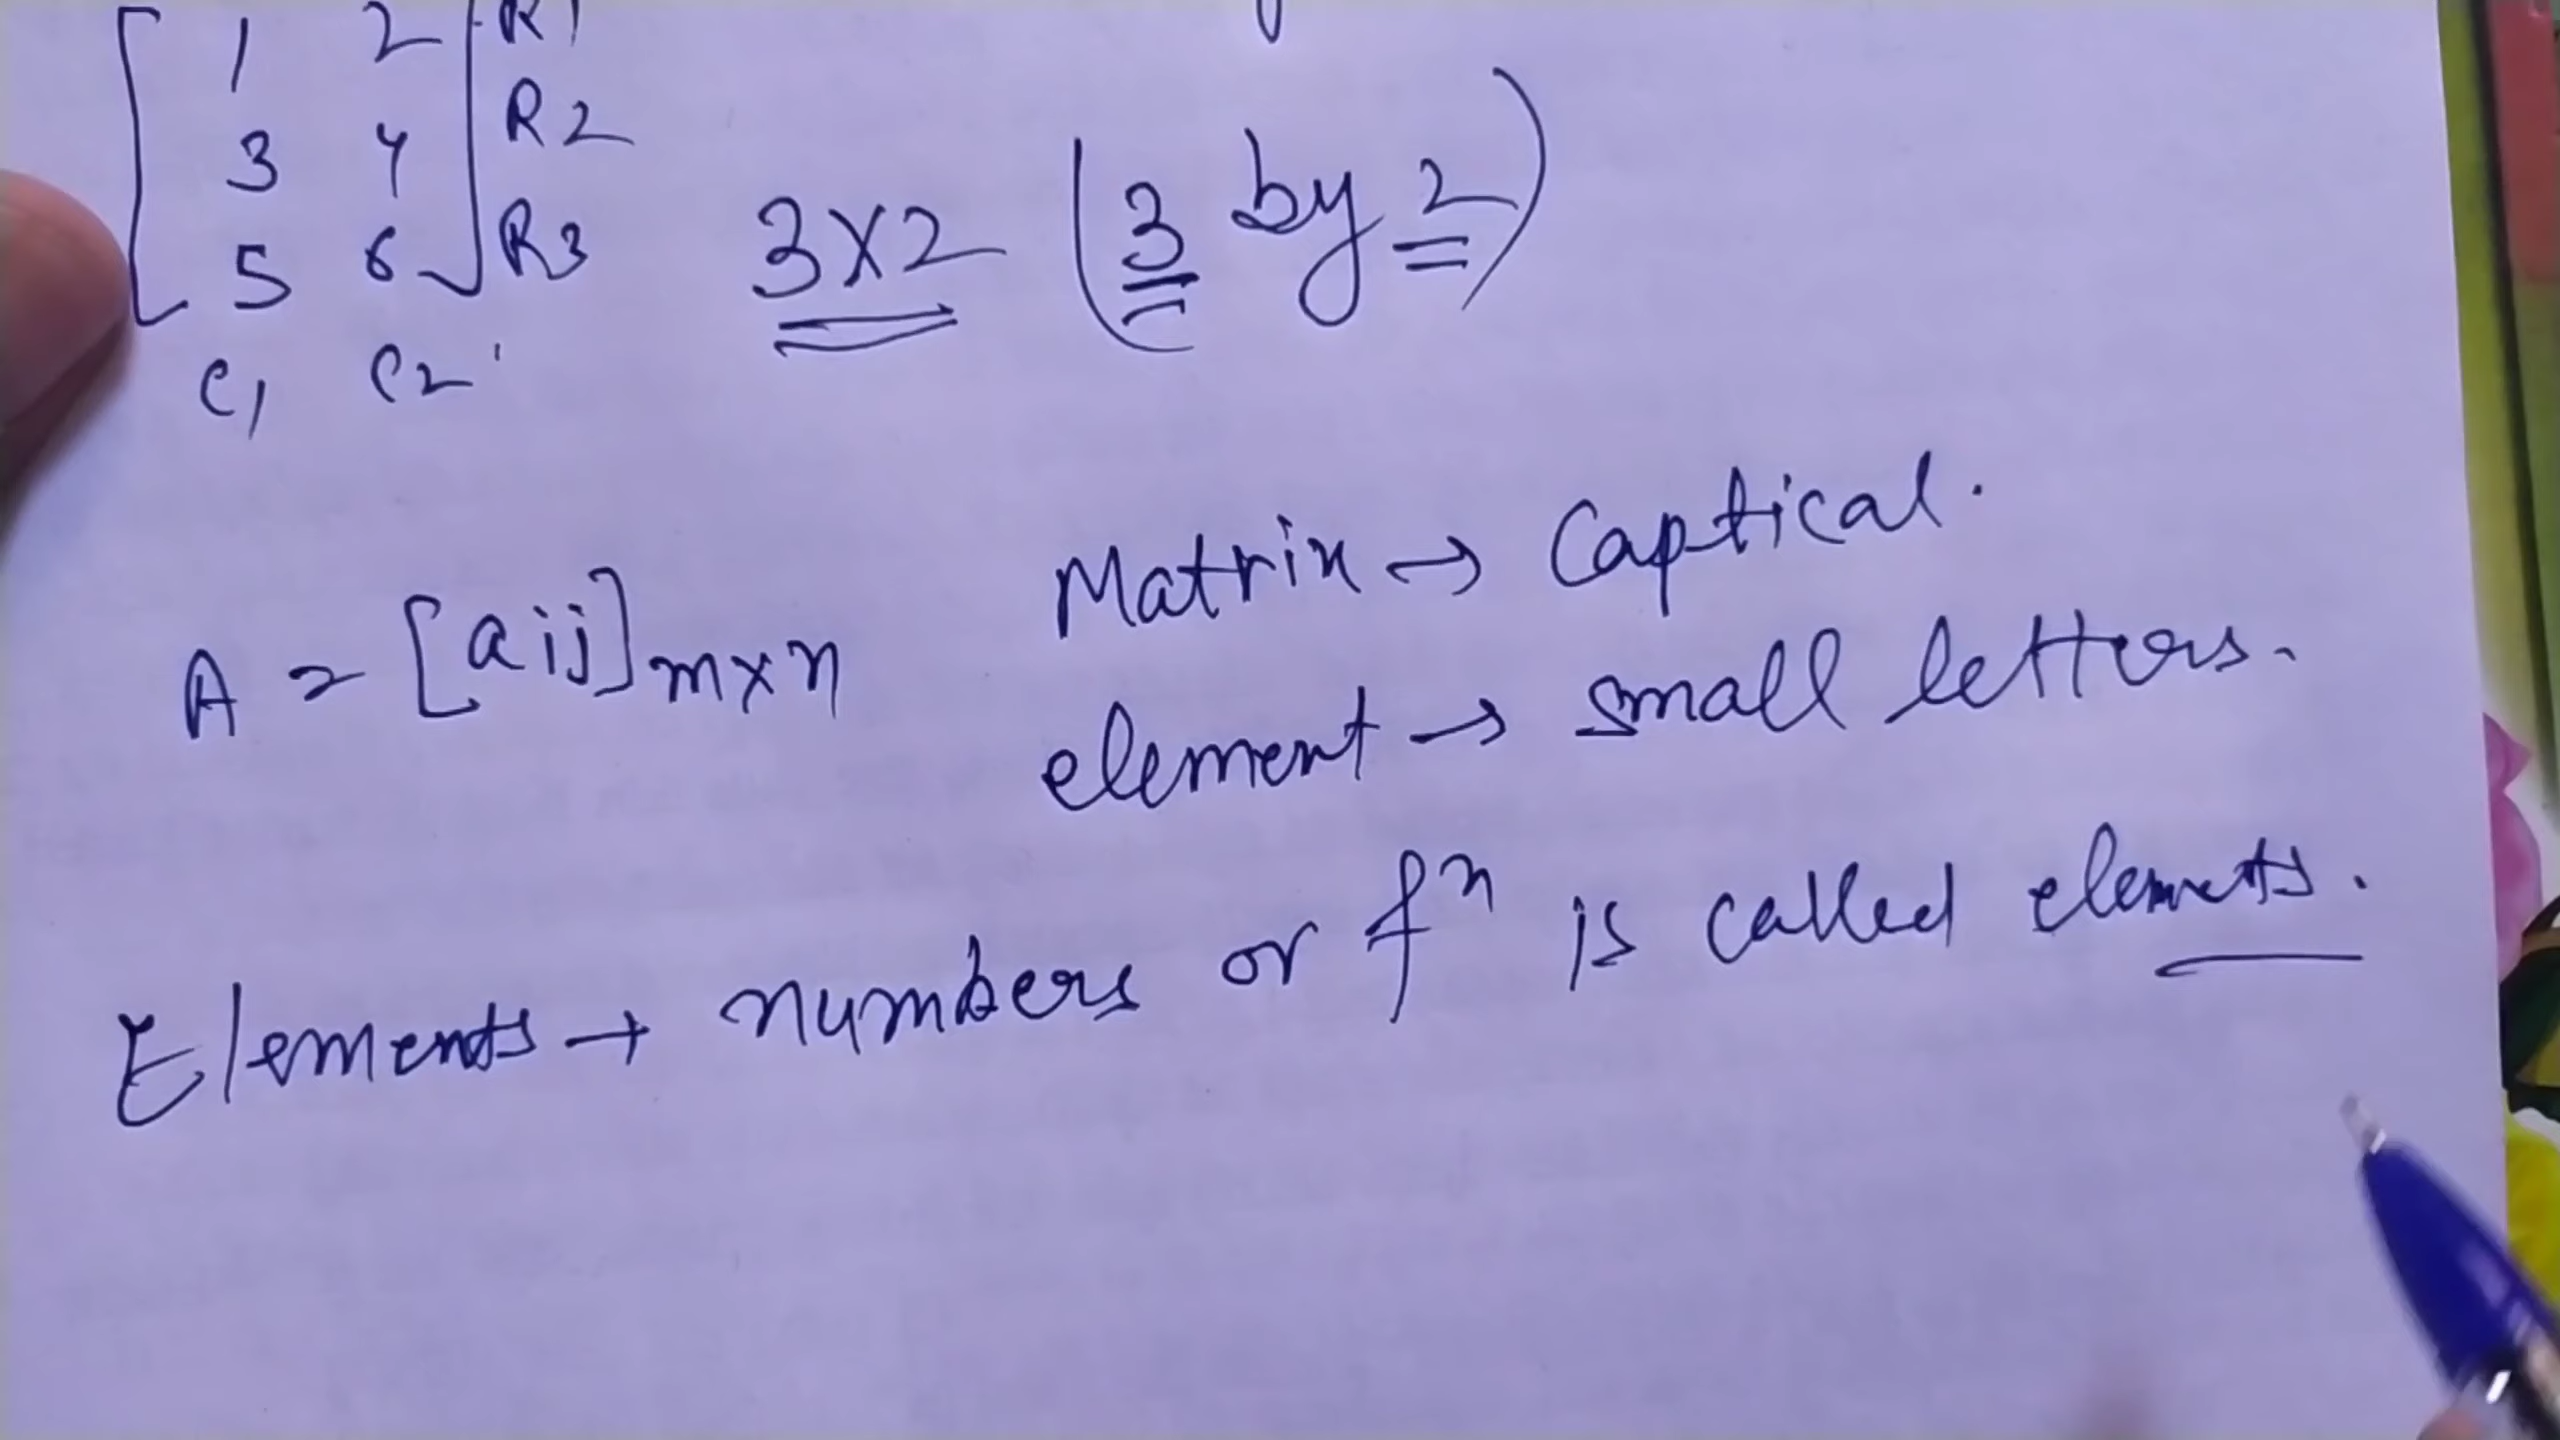 [ 1 2 ] R1
3 4 R2
5 6 R3
C1 C2
3x2 (3 by 2)
A = [aij]mxn
Matrix → Captical.
element → small letters.
Elements → numbers or fn is called elements.